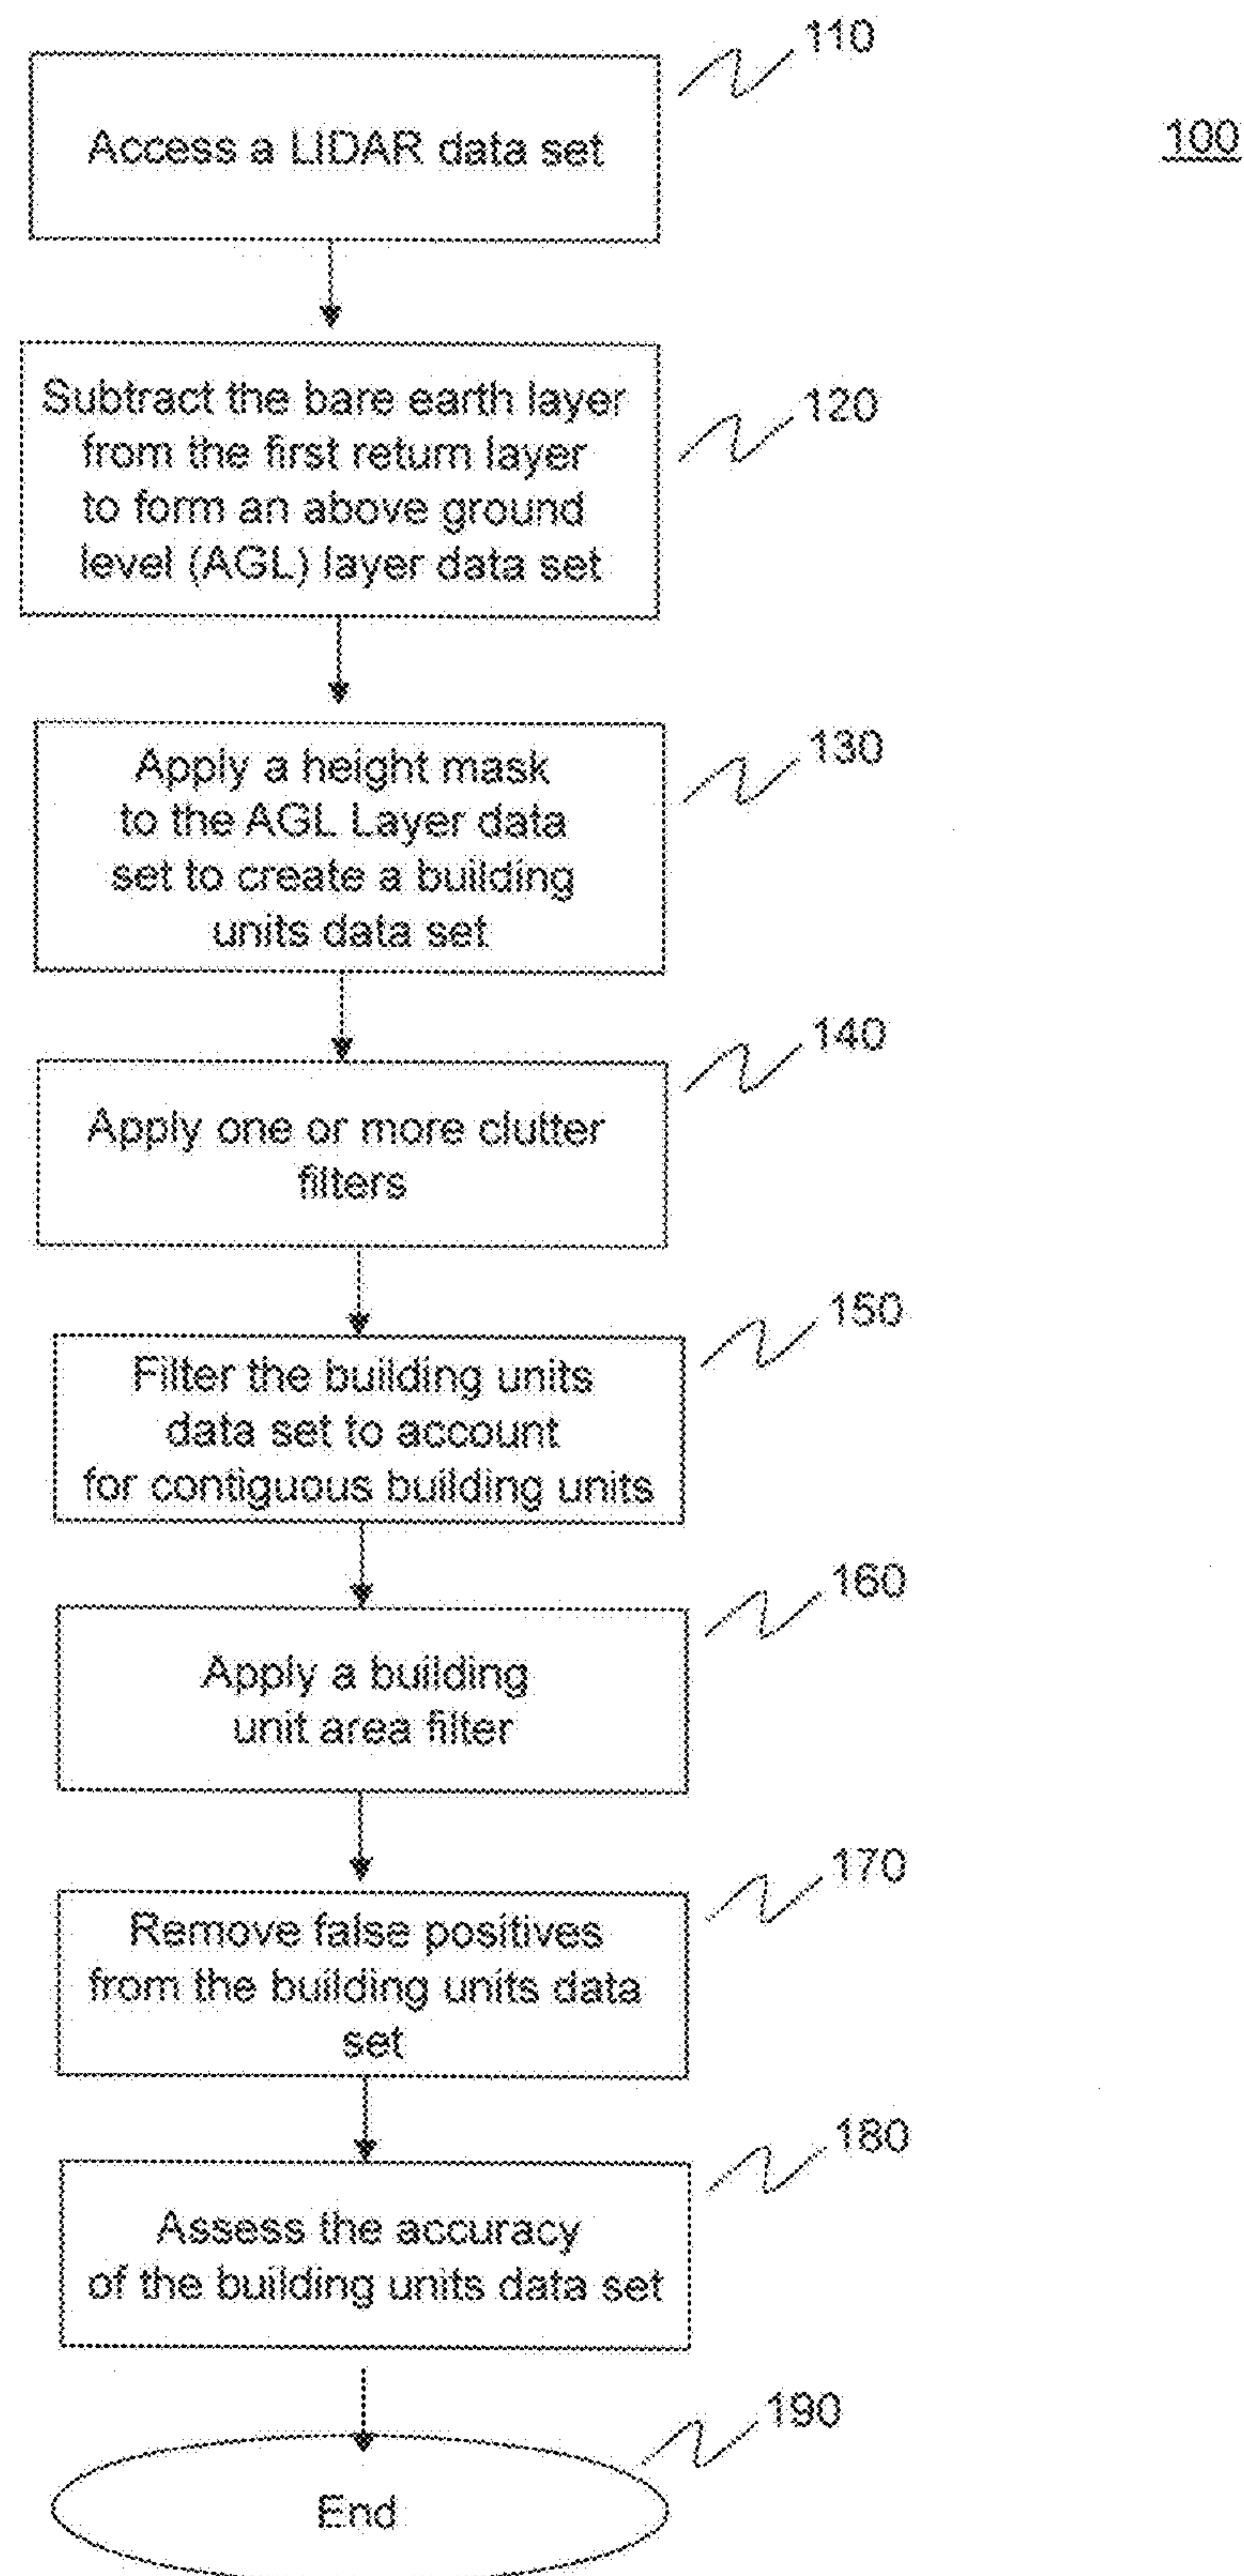 110
100
Access a LIDAR data set
120
Subtract the bare earth layer
from the first return layer
to form an above ground
level (AGL) layer data set
130
Apply a height mask
to the AGL Layer data
set to create a building
units data set
140
Apply one or more clutter
filters
150
Filter the building units
data set to account
for contiguous building units
160
Apply a building
unit area filter
170
Remove false positives
from the building units data
set
180
Assess the accuracy
of the building units data set
190
End